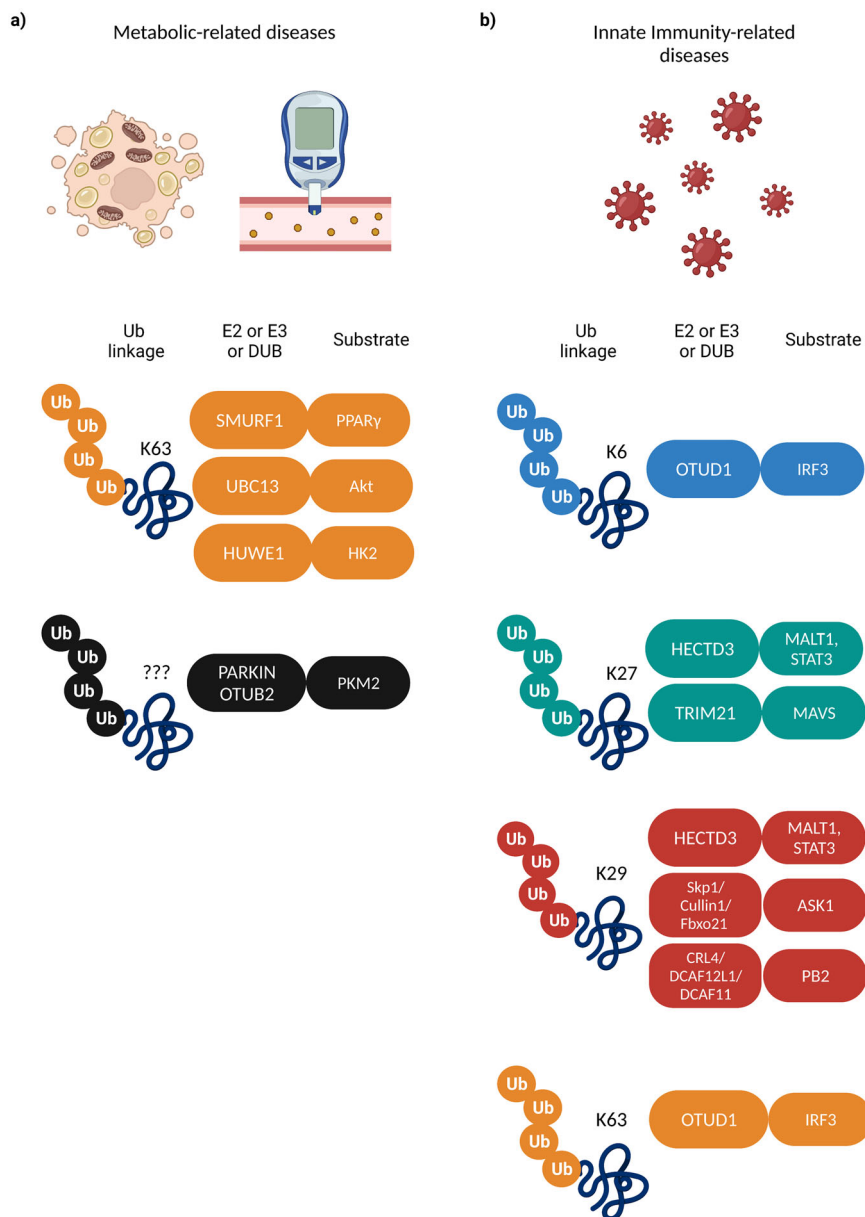 a)
Metabolic-related diseases
Ub
linkage
E2 or E3
or DUB
Substrate
Ub
Ub
Ub
Ub
K63
SMURF1
PPARγ
UBC13
Akt
HUWE1
HK2
Ub
Ub
Ub
Ub
???
PARKIN
OTUB2
PKM2
b)
Innate Immunity-related
diseases
Ub
linkage
E2 or E3
or DUB
Substrate
Ub
Ub
Ub
Ub
K6
OTUD1
IRF3
Ub
Ub
Ub
Ub
K27
HECTD3
MALT1,
STAT3
TRIM21
MAVS
Ub
Ub
Ub
Ub
K29
HECTD3
MALT1,
STAT3
Skp1/
Cullin1/
Fbxo21
ASK1
CRL4/
DCAF12L1/
DCAF11
PB2
Ub
Ub
Ub
Ub
K63
OTUD1
IRF3